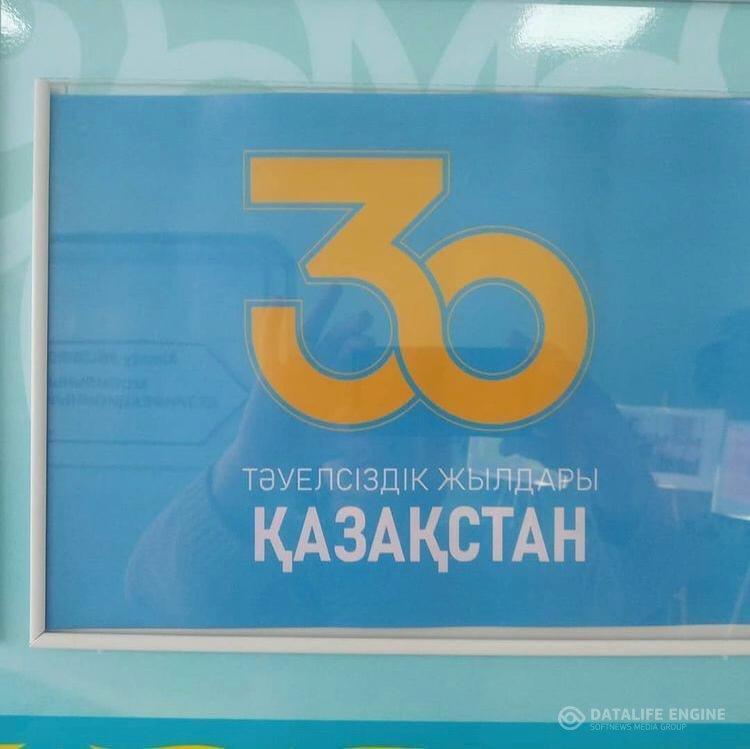 30
ТӘУЕЛСІЗДІК ЖЫЛДАРЫ
ҚАЗАҚСТАН
DATALIFE ENGINE
SOFTNEWS MEDIA GROUP